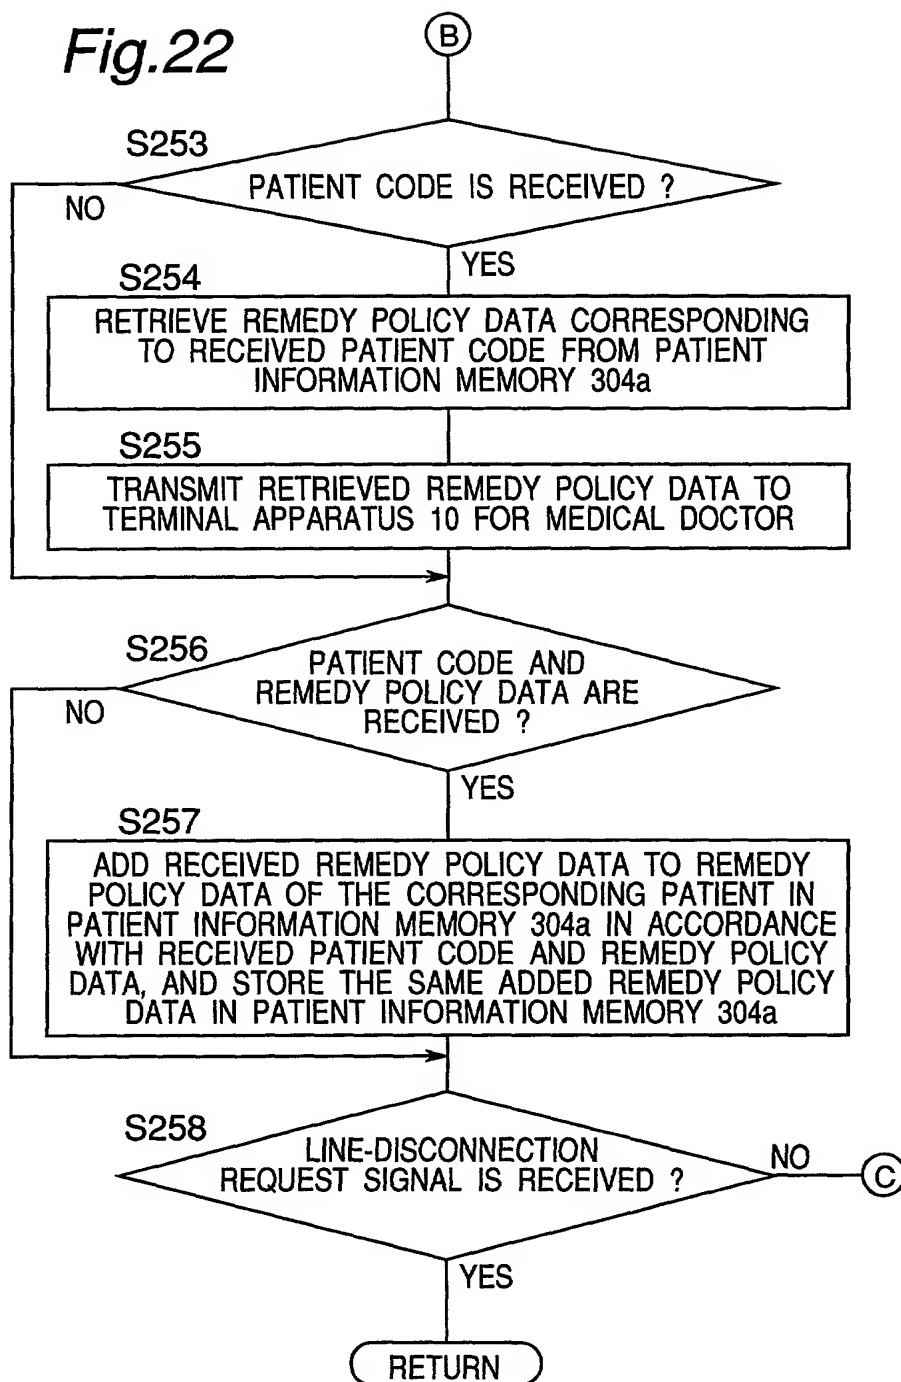 Fig.22
B
S253
PATIENT CODE IS RECEIVED ?
NO
YES
S254
RETRIEVE REMEDY POLICY DATA CORRESPONDING
TO RECEIVED PATIENT CODE FROM PATIENT
INFORMATION MEMORY 304a
S255
TRANSMIT RETRIEVED REMEDY POLICY DATA TO
TERMINAL APPARATUS 10 FOR MEDICAL DOCTOR
S256
PATIENT CODE AND
REMEDY POLICY DATA ARE
RECEIVED ?
NO
YES
S257
ADD RECEIVED REMEDY POLICY DATA TO REMEDY
POLICY DATA OF THE CORRESPONDING PATIENT IN
PATIENT INFORMATION MEMORY 304a IN ACCORDANCE
WITH RECEIVED PATIENT CODE AND REMEDY POLICY
DATA, AND STORE THE SAME ADDED REMEDY POLICY
DATA IN PATIENT INFORMATION MEMORY 304a
S258
LINE-DISCONNECTION
REQUEST SIGNAL IS RECEIVED ?
NO
C
YES
RETURN